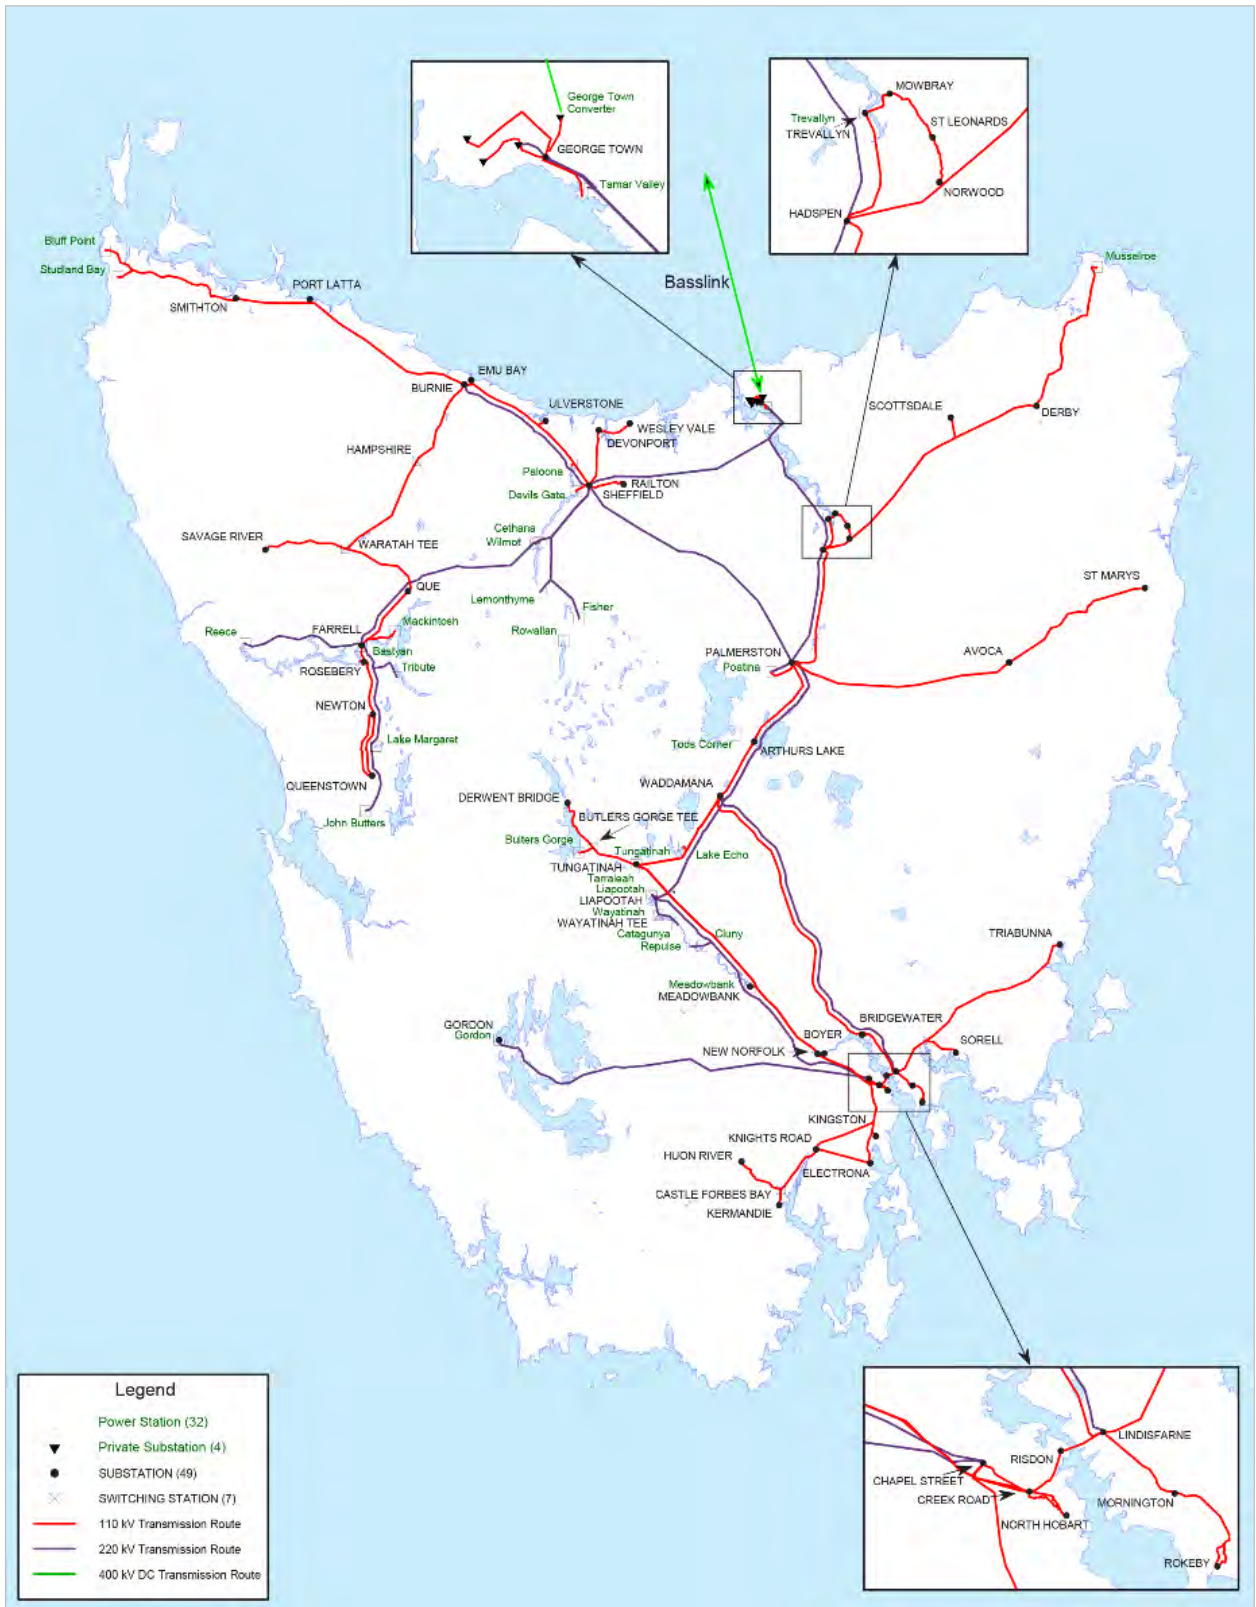 George Town
Converter
GEORGE TOWN
Tamar Valley
MOWBRAY
Trevallyn
TREVALLYN
ST LEONARDS
NORWOOD
HADSPEN
Bluff Point
Studland Bay
SMITHTON
PORT LATTA
Basslink
Musselroe
EMU BAY
BURNIE
ULVERSTONE
WESLEY VALE
DEVONPORT
SCOTTSDALE
DERBY
HAMPSHIRE
Paloona
Devils Gate
RAILTON
SHEFFIELD
SAVAGE RIVER
WARATAH TEE
Cethana
Wilmot
QUE
Lemonthyme
Fisher
ST MARYS
Mackintosh
Reece
FARRELL
Rowallan
Bastyan
ROSEBERY
Tribute
PALMERSTON
Poatina
AVOCA
NEWTON
Lake Margaret
Tods Corner
ARTHURS LAKE
QUEENSTOWN
WADDAMANA
DERWENT BRIDGE
John Butters
BUTLERS GORGE TEE
Butlers Gorge
Tungatinah
Lake Echo
TUNGATINAH
Tarraleah
Liapootah
LIAPOOTAH
Wayatinah
WAYATINAH TEE
Catagunya
Cluny
Repulse
TRIABUNNA
Meadowbank
MEADOWBANK
GORDON
Gordon
BRIDGEWATER
BOYER
SORELL
NEW NORFOLK
KINGSTON
KNIGHTS ROAD
HUON RIVER
ELECTRONA
CASTLE FORBES BAY
KERMANDIE
LINDISFARNE
RISDON
CHAPEL STREET
CREEK ROAD
MORNINGTON
NORTH HOBART
ROKEBY
Legend
Power Station (32)
Private Substation (4)
SUBSTATION (49)
SWITCHING STATION (7)
110 kV Transmission Route
220 kV Transmission Route
400 kV DC Transmission Route